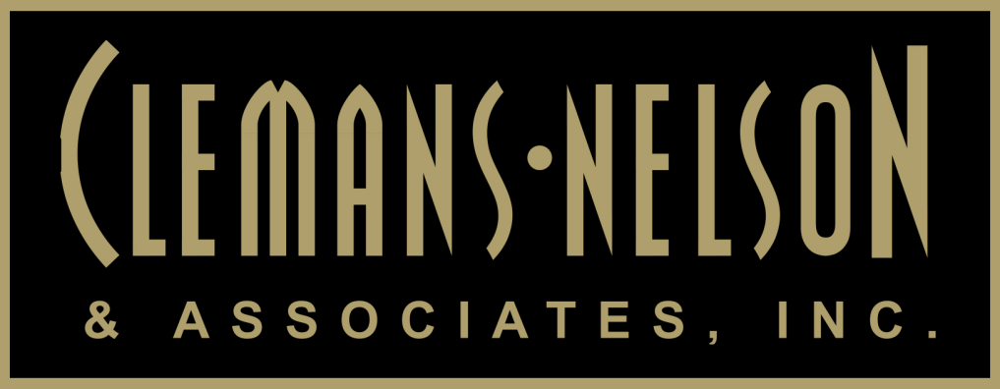 CLEMANS•NELSON
& ASSOCIATES, INC.